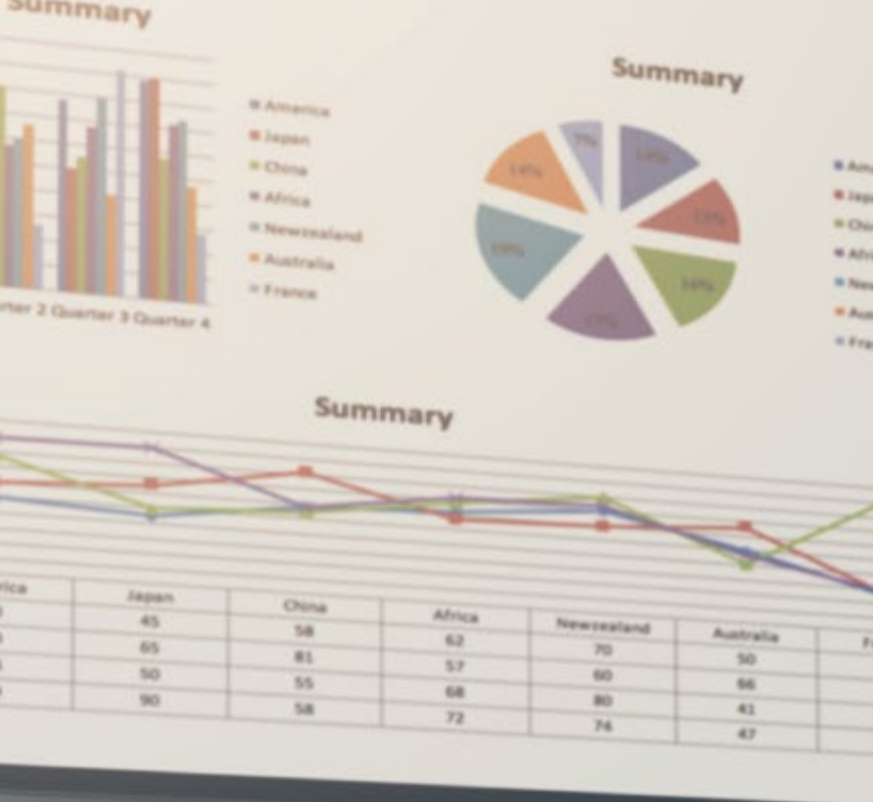 Summary
America
Japan
China
Africa
Newzealand
Australia
France
2 Quarter 3 Quarter 4
Summary
7%
14%
19%
17%
16%
Summary
Japan China Africa Newzealand Australia
45 58 62 70 50
65 81 57 60 66
50 55 68 80 41
90 58 72 74 47